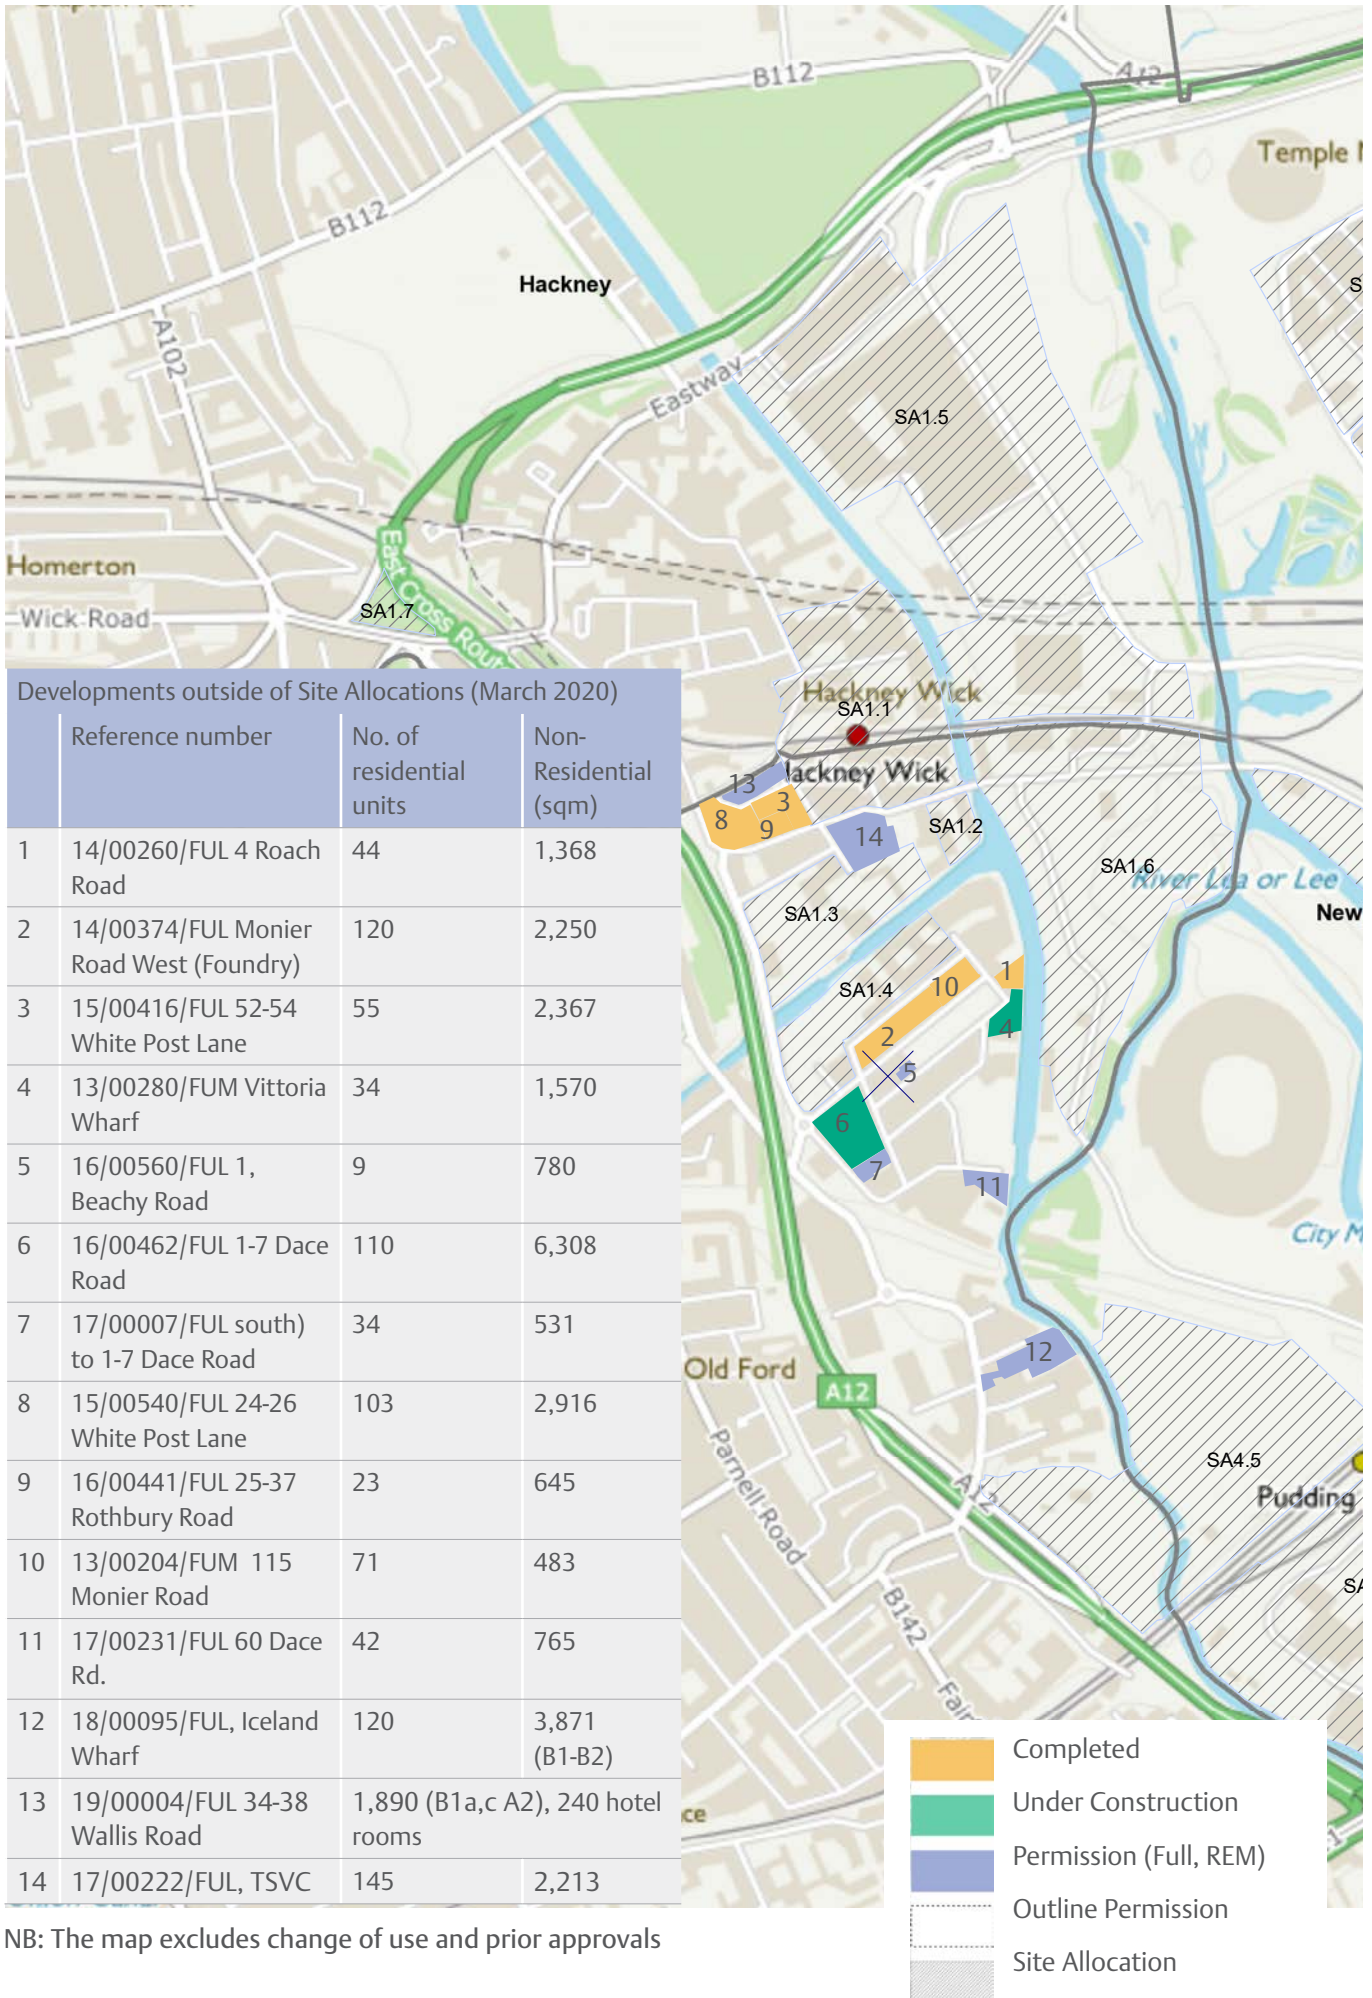 B112
A12
Temple
B112
Hackney
A102
Eastway
SA1.5
Homerton
East Cross Route
Wick Road
SA1.7
Developments outside of Site Allocations (March 2020)
Reference number No. of residential units Non-Residential (sqm)
1 14/00260/FUL 4 Roach Road 44 1,368
2 14/00374/FUL Monier Road West (Foundry) 120 2,250
3 15/00416/FUL 52-54 White Post Lane 55 2,367
4 13/00280/FUM Vittoria Wharf 34 1,570
5 16/00560/FUL 1, Beachy Road 9 780
6 16/00462/FUL 1-7 Dace Road 110 6,308
7 17/00007/FUL south) to 1-7 Dace Road 34 531
8 15/00540/FUL 24-26 White Post Lane 103 2,916
9 16/00441/FUL 25-37 Rothbury Road 23 645
10 13/00204/FUM 115 Monier Road 71 483
11 17/00231/FUL 60 Dace Rd. 42 765
12 18/00095/FUL, Iceland Wharf 120 3,871 (B1-B2)
13 19/00004/FUL 34-38 Wallis Road 1,890 (B1a,c A2), 240 hotel rooms
14 17/00222/FUL, TSVC 145 2,213
NB: The map excludes change of use and prior approvals
Hackney Wick
SA1.1
Hackney Wick
13
3
8
9
14
SA1.2
SA1.6
River Lea or Lee
New
SA1.3
SA1.4
10
1
2
4
5
6
7
11
City M
12
Old Ford
A12
SA4.5
Pudding
A12
Parnell Road
SA
B142
Fair
Completed
Under Construction
Permission (Full, REM)
Outline Permission
Site Allocation